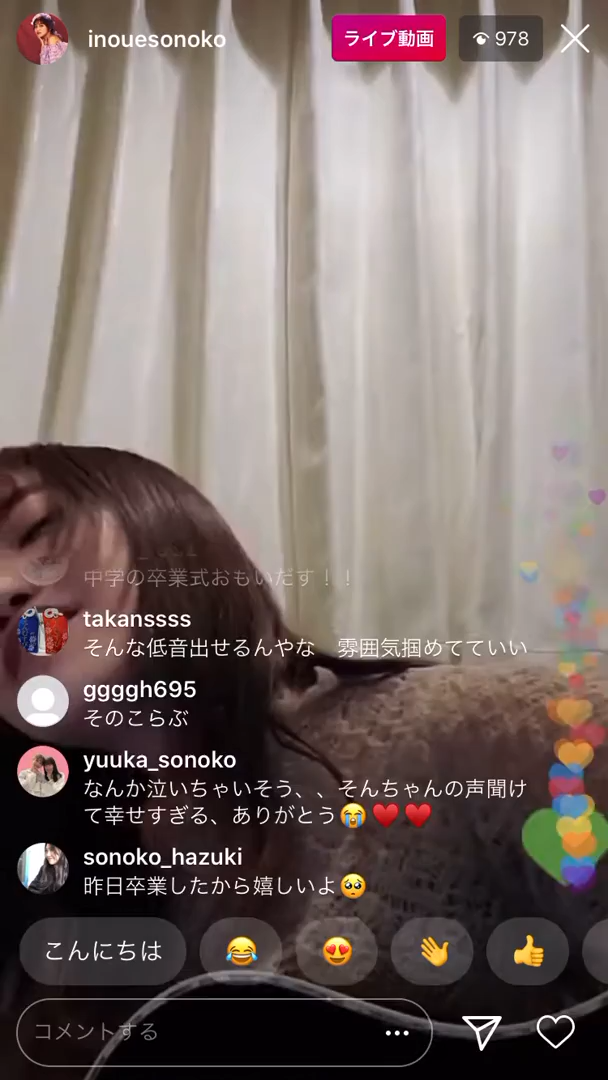 inouesonoko
ライブ動画
978
中学の卒業式おもいだす！！
takanssss
そんな低音出せるんやな　雰囲気掴めてていい
ggggh695
そのこらぶ
yuuka_sonoko
なんか泣いちゃいそう、、そんちゃんの声聞け
て幸せすぎる、ありがとう😭❤️❤️
sonoko_hazuki
昨日卒業したから嬉しいよ🥺
こんにちは
コメントする